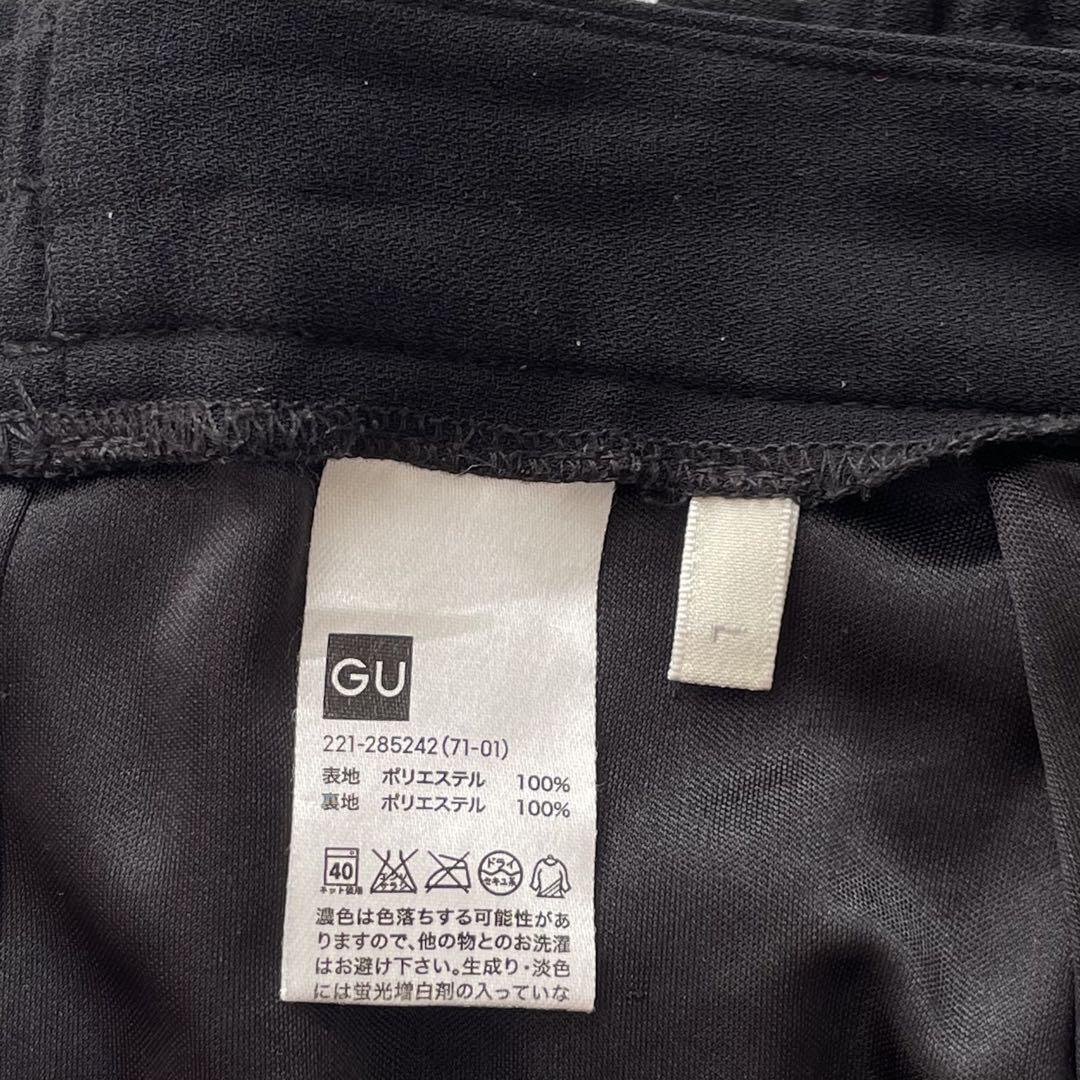 GU
221-285242(71-01)
表地 ポリエステル 100%
裏地 ポリエステル 100%
40
ネット使用
ドライ
セキユ系
濃色は色落ちする可能性があ
りますので、他の物とのお洗濯
はお避け下さい。生成り・淡色
には蛍光増白剤の入っていな
L